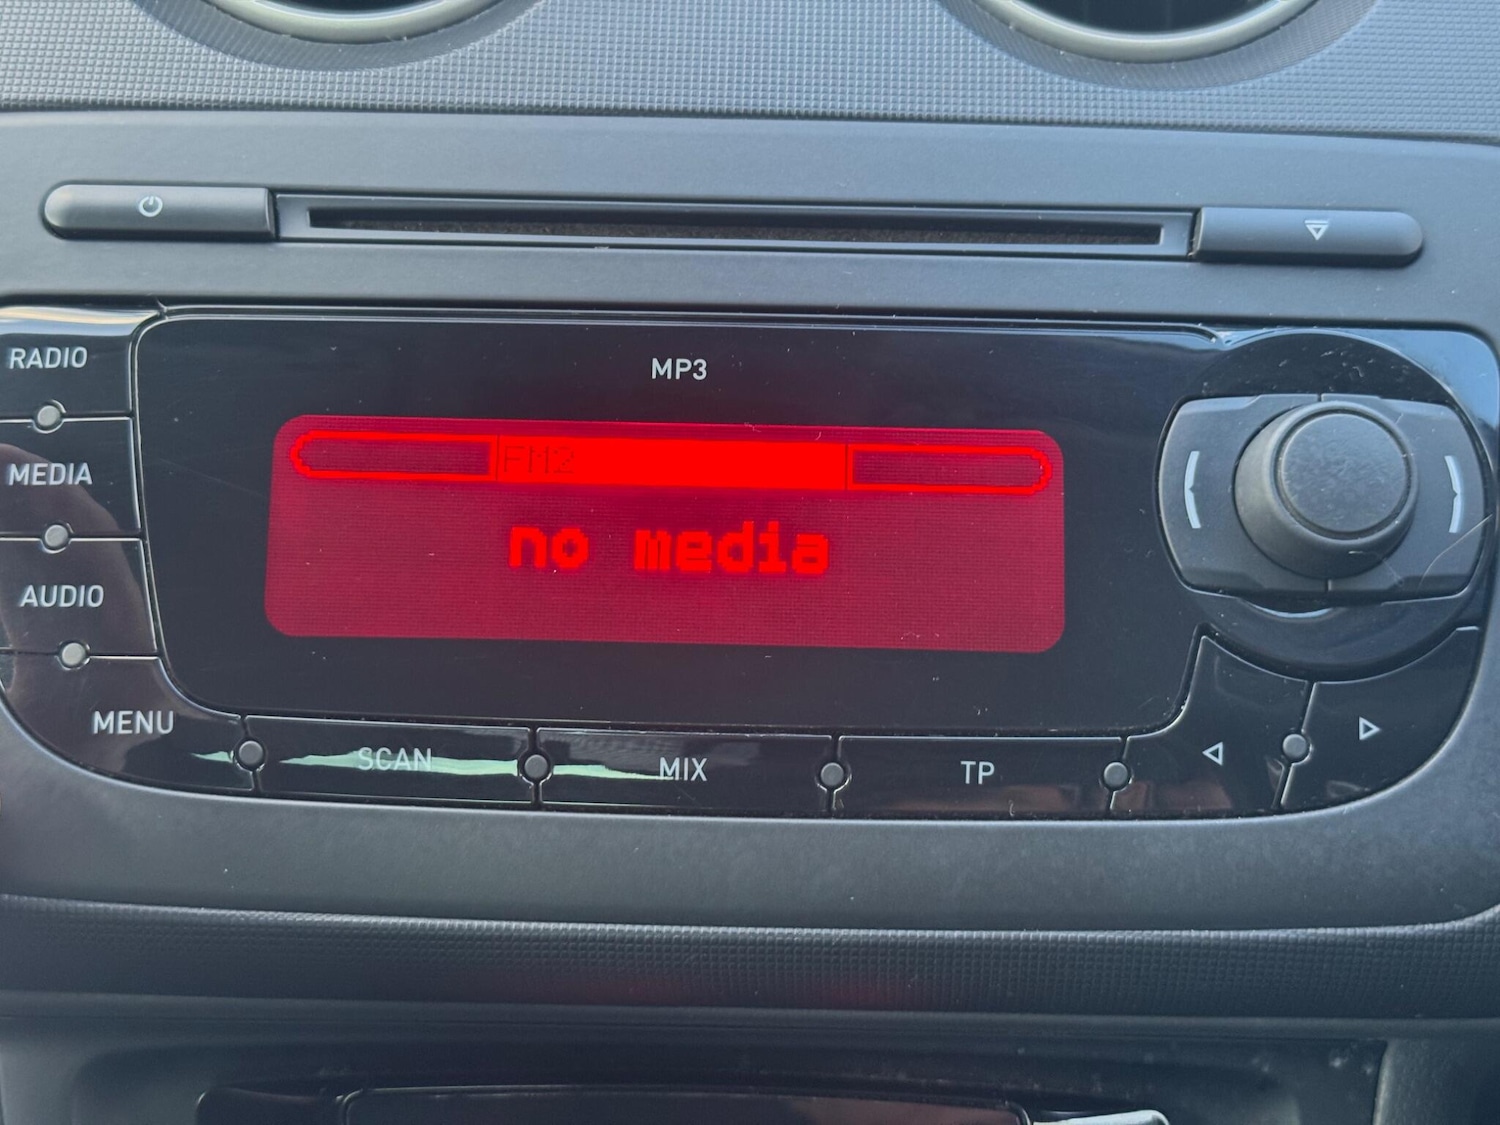 RADIO
MP3
MEDIA
FM2
no media
AUDIO
MENU
SCAN
MIX
TP